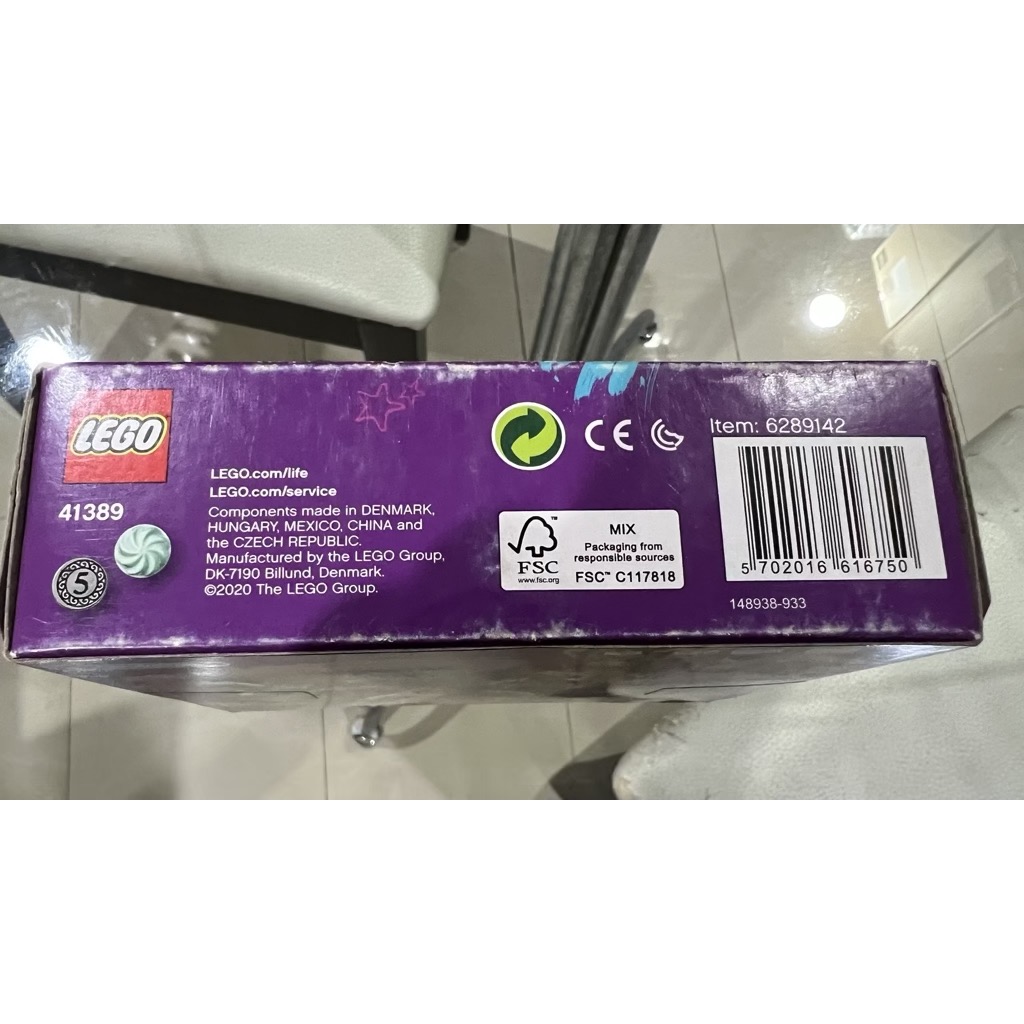 LEGO
41389
5
LEGO.com/life
LEGO.com/service
Components made in DENMARK,
HUNGARY, MEXICO, CHINA and
the CZECH REPUBLIC.
Manufactured by the LEGO Group,
DK-7190 Billund, Denmark.
©2020 The LEGO Group.
CE
FSC™
www.fsc.org
MIX
Packaging from
responsible sources
FSC™ C117818
Item: 6289142
5 702016 616750
148938-933